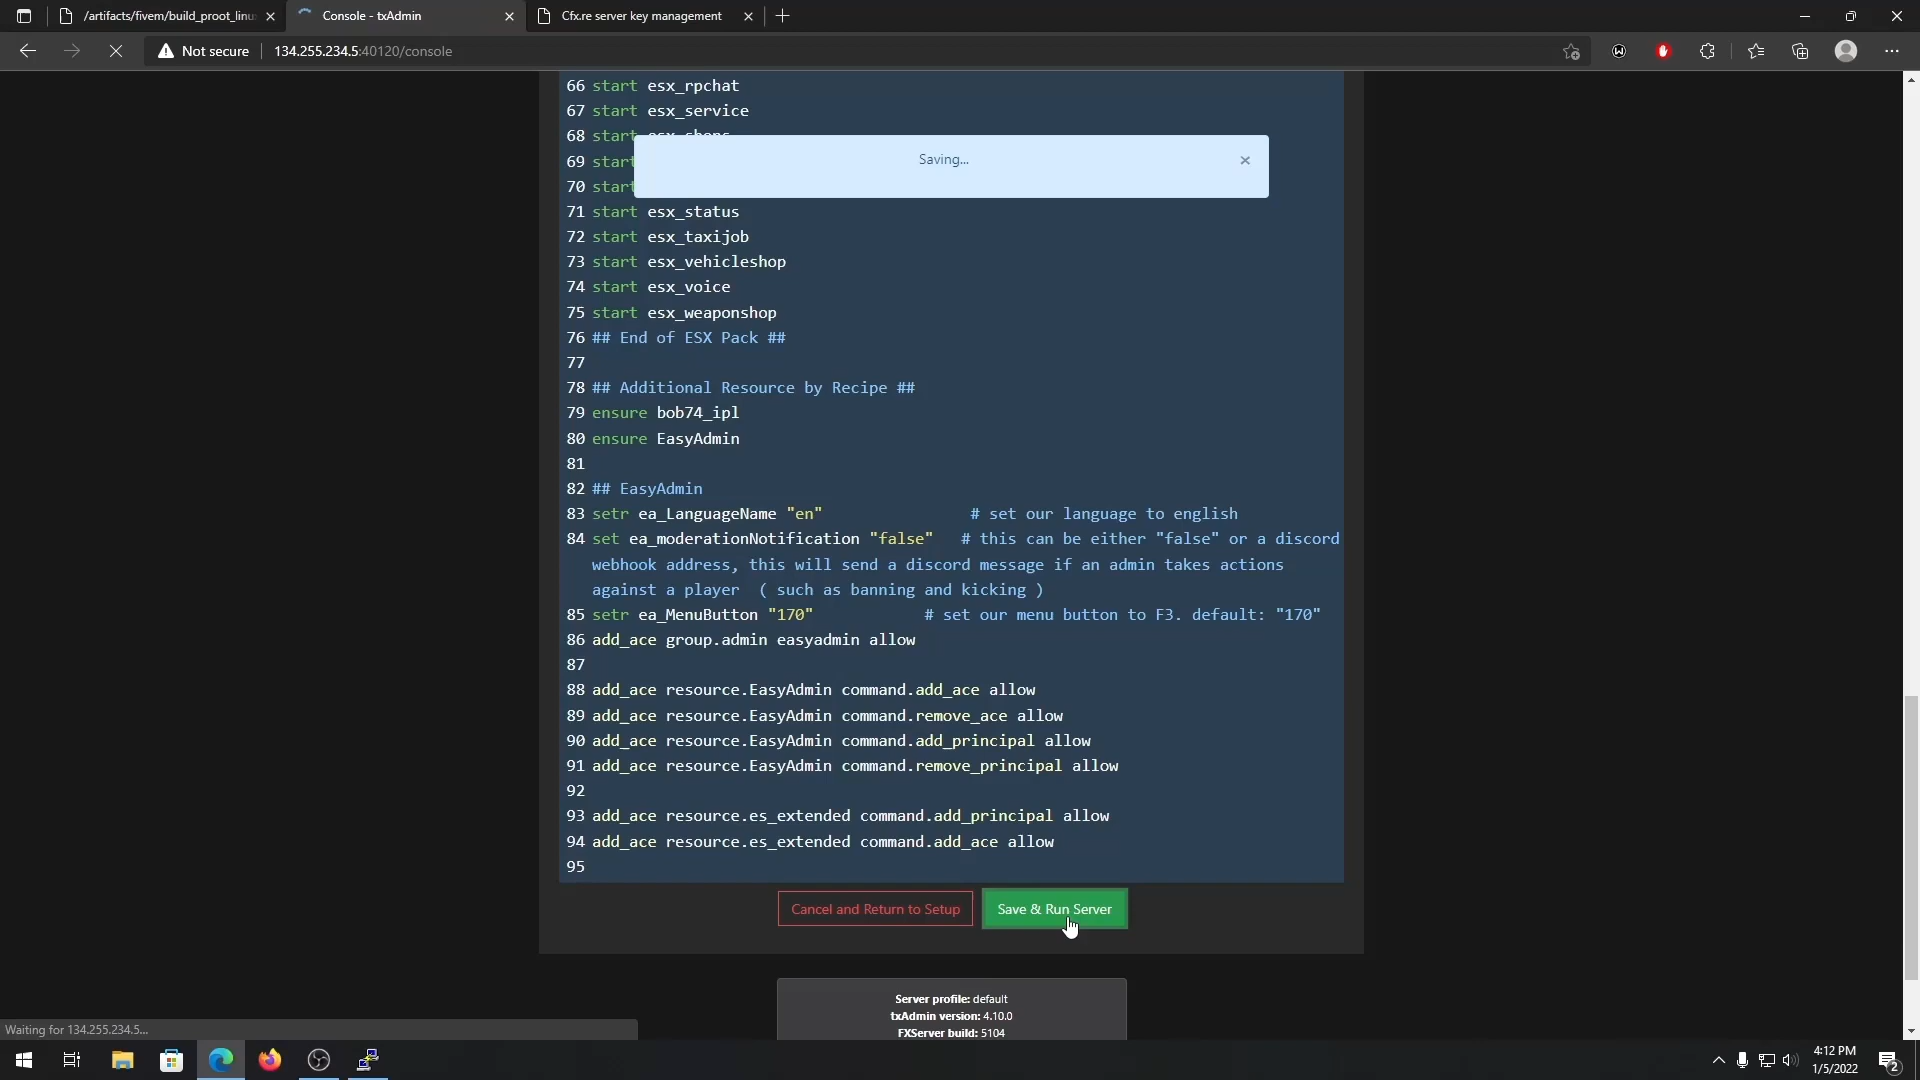 /artifacts/fivem/build_proot_linu
Console - txAdmin
Cfx.re server key management
Not secure
134.255.234.5:40120/console
66 start esx_rpchat
67 start esx_service
68 start esx_shops
69 start
70 start
Saving...
71 start esx_status
72 start esx_taxijob
73 start esx_vehicleshop
74 start esx_voice
75 start esx_weaponshop
76 ## End of ESX Pack ##
77
78 ## Additional Resource by Recipe ##
79 ensure bob74_ipl
80 ensure EasyAdmin
81
82 ## EasyAdmin
83 setr ea_LanguageName "en" # set our language to english
84 set ea_moderationNotification "false" # this can be either "false" or a discord
webhook address, this will send a discord message if an admin takes actions
against a player ( such as banning and kicking )
85 setr ea_MenuButton "170" # set our menu button to F3. default: "170"
86 add_ace group.admin easyadmin allow
87
88 add_ace resource.EasyAdmin command.add_ace allow
89 add_ace resource.EasyAdmin command.remove_ace allow
90 add_ace resource.EasyAdmin command.add_principal allow
91 add_ace resource.EasyAdmin command.remove_principal allow
92
93 add_ace resource.es_extended command.add_principal allow
94 add_ace resource.es_extended command.add_ace allow
95
Cancel and Return to Setup
Save & Run Server
Server profile: default
txAdmin version: 4.10.0
FXServer build: 5104
Waiting for 134.255.234.5...
4:12 PM
1/5/2022
2